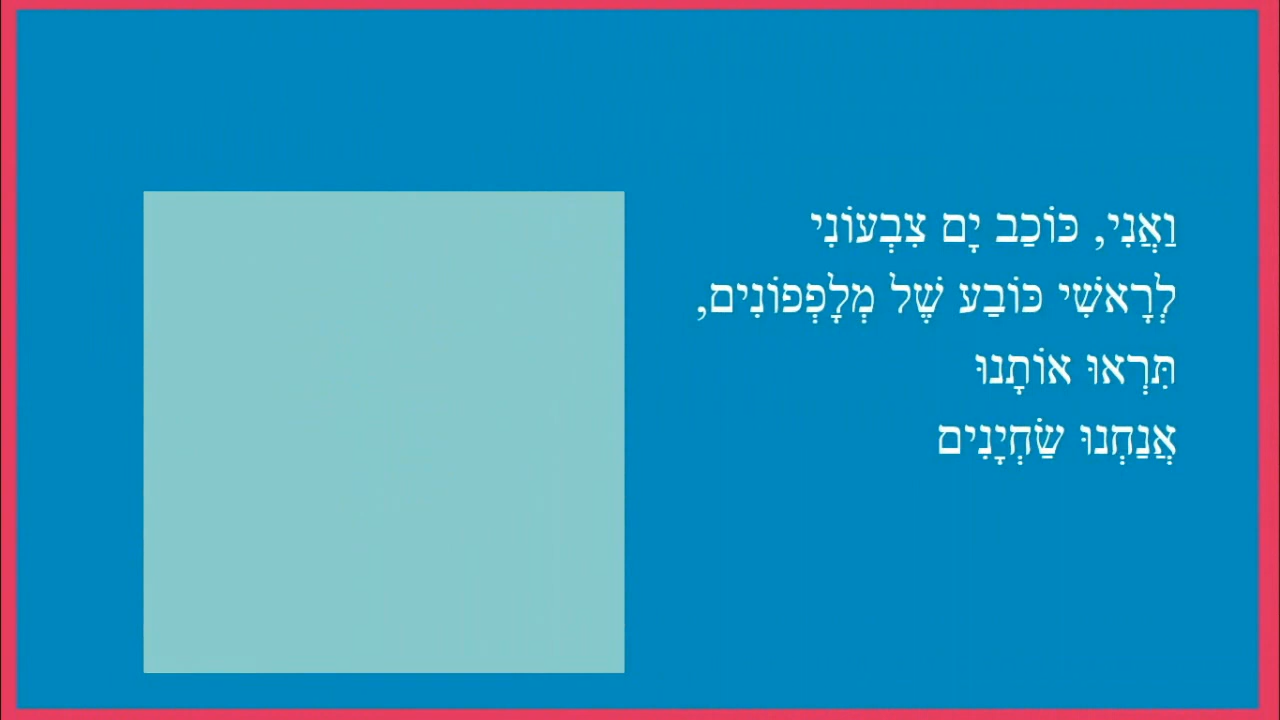 וַאֲנִי, כּוֹכַב יָם צִבְעוֹנִי
לְרָאשִׁי כּוֹבַע שֶׁל מְלָפְפוֹנִים,
תִּרְאוּ אוֹתָנוּ
אֲנַחְנוּ שַׂחְיָנִים